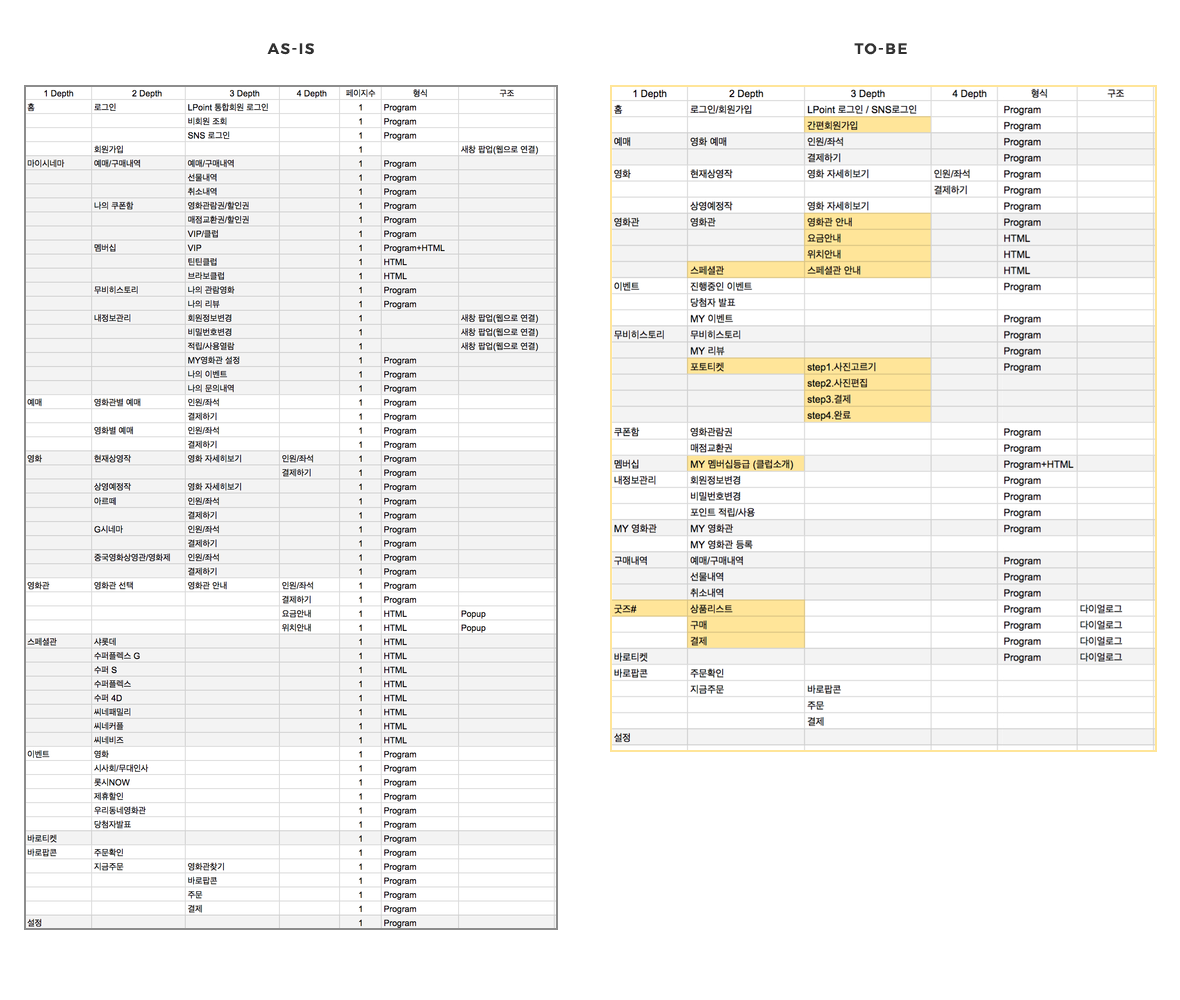 AS-IS
1 Depth 2 Depth 3 Depth 4 Depth 페이지수 형식 구조
홈 로그인 LPoint 통합회원 로그인 1 Program
비회원 조회 1 Program
SNS 로그인 1 Program
회원가입 1 새창 팝업(웹으로 연결)
마이시네마 예매/구매내역 예매/구매내역 1 Program
선물내역 1 Program
취소내역 1 Program
나의 쿠폰함 영화관람권/할인권 1 Program
매점교환권/할인권 1 Program
VIP/클럽 1 Program
멤버십 VIP 1 Program+HTML
틴틴클럽 1 HTML
브라보클럽 1 HTML
무비히스토리 나의 관람영화 1 Program
나의 리뷰 1 Program
내정보관리 회원정보변경 1 새창 팝업(웹으로 연결)
비밀번호변경 1 새창 팝업(웹으로 연결)
적립/사용열람 1 새창 팝업(웹으로 연결)
MY영화관 설정 1 Program
나의 이벤트 1 Program
나의 문의내역 1 Program
예매 영화관별 예매 인원/좌석 1 Program
결제하기 1 Program
영화별 예매 인원/좌석 1 Program
결제하기 1 Program
영화 현재상영작 영화 자세히보기 인원/좌석 1 Program
결제하기 1 Program
상영예정작 영화 자세히보기 1 Program
아르떼 인원/좌석 1 Program
결제하기 1 Program
G시네마 인원/좌석 1 Program
결제하기 1 Program
중국영화상영관/영화제 인원/좌석 1 Program
결제하기 1 Program
영화관 영화관 선택 영화관 안내 인원/좌석 1 Program
결제하기 1 Program
요금안내 1 HTML Popup
위치안내 1 HTML Popup
스페셜관 샤롯데 1 HTML
수퍼플렉스 G 1 HTML
수퍼 S 1 HTML
수퍼플렉스 1 HTML
수퍼 4D 1 HTML
씨네패밀리 1 HTML
씨네커플 1 HTML
씨네비즈 1 HTML
이벤트 영화 1 Program
시사회/무대인사 1 Program
롯시NOW 1 Program
제휴할인 1 Program
우리동네영화관 1 Program
당첨자발표 1 Program
바로티켓 1 Program
바로팝콘 주문확인 1 Program
지금주문 영화관찾기 1 Program
바로팝콘 1 Program
주문 1 Program
결제 1 Program
설정 1 Program
TO-BE
1 Depth 2 Depth 3 Depth 4 Depth 형식 구조
홈 로그인/회원가입 LPoint 로그인 / SNS로그인 Program
간편회원가입 Program
예매 영화 예매 인원/좌석 Program
결제하기 Program
영화 현재상영작 영화 자세히보기 인원/좌석 Program
결제하기 Program
상영예정작 영화 자세히보기 Program
영화관 영화관 영화관 안내 Program
요금안내 HTML
위치안내 HTML
스페셜관 스페셜관 안내 HTML
이벤트 진행중인 이벤트 Program
당첨자 발표
MY 이벤트 Program
무비히스토리 무비히스토리 Program
MY 리뷰 Program
포토티켓 step1.사진고르기 Program
step2.사진편집
step3.결제
step4.완료
쿠폰함 영화관람권 Program
매점교환권 Program
멤버십 MY 멤버십등급 (클럽소개) Program+HTML
내정보관리 회원정보변경 Program
비밀번호변경 Program
포인트 적립/사용 Program
MY 영화관 MY 영화관 Program
MY 영화관 등록
구매내역 예매/구매내역 Program
선물내역 Program
취소내역 Program
굿즈# 상품리스트 Program 다이얼로그
구매 Program 다이얼로그
결제 Program 다이얼로그
바로티켓 Program 다이얼로그
바로팝콘 주문확인
지금주문 바로팝콘
주문
결제
설정